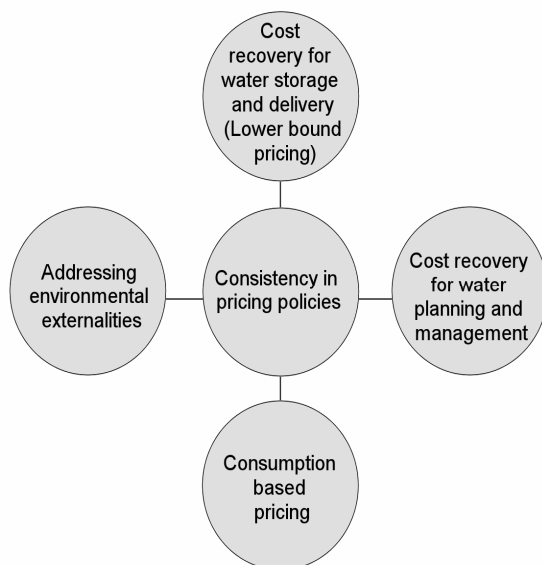 Cost
recovery for
water storage
and delivery
(Lower bound
pricing)
Addressing
environmental
externalities
Consistency in
pricing policies
Cost recovery
for water
planning and
management
Consumption
based
pricing